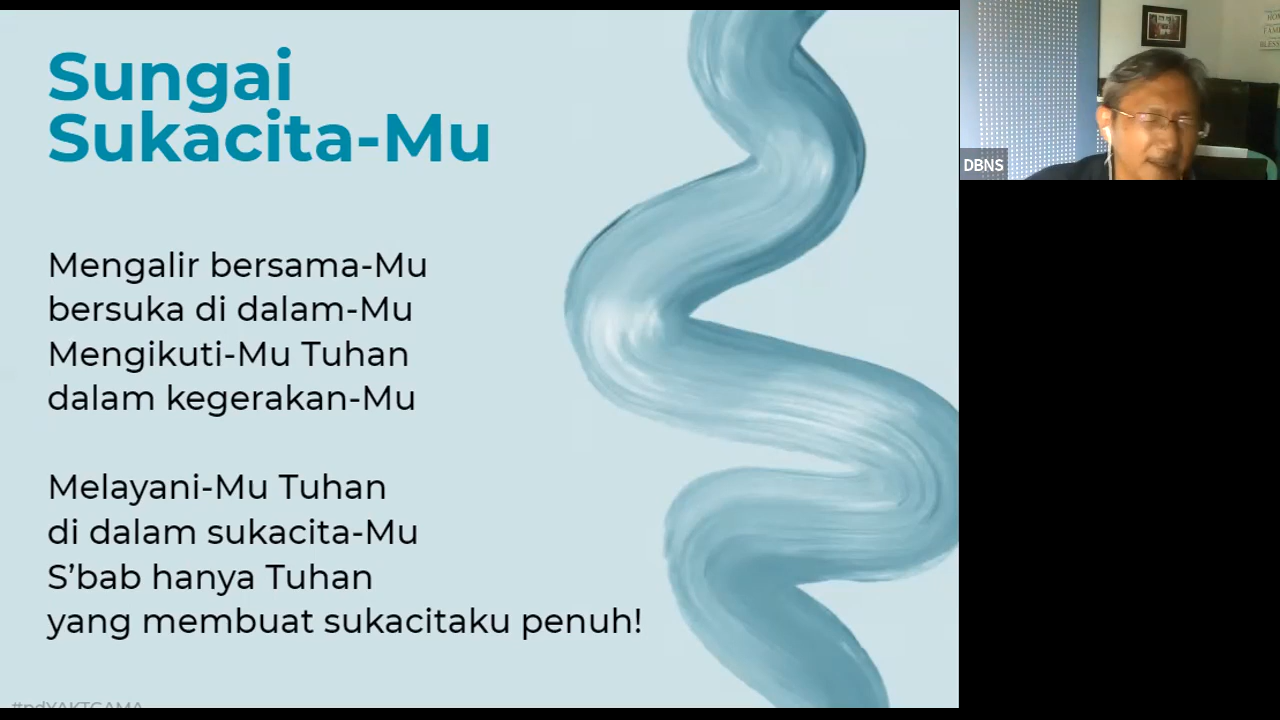 Sungai
Sukacita-Mu
Mengalir bersama-Mu
bersuka di dalam-Mu
Mengikuti-Mu Tuhan
dalam kegerakan-Mu
Melayani-Mu Tuhan
di dalam sukacita-Mu
S’bab hanya Tuhan
yang membuat sukacitaku penuh!
DBNS